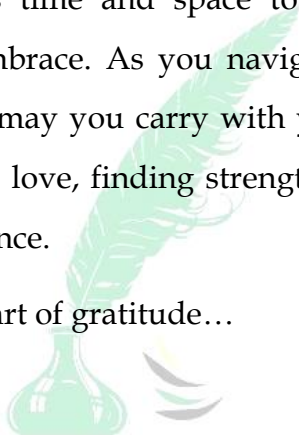 time and space to
mbrace. As you navig
may you carry with y
love, finding strengt
nce.
art of gratitude…